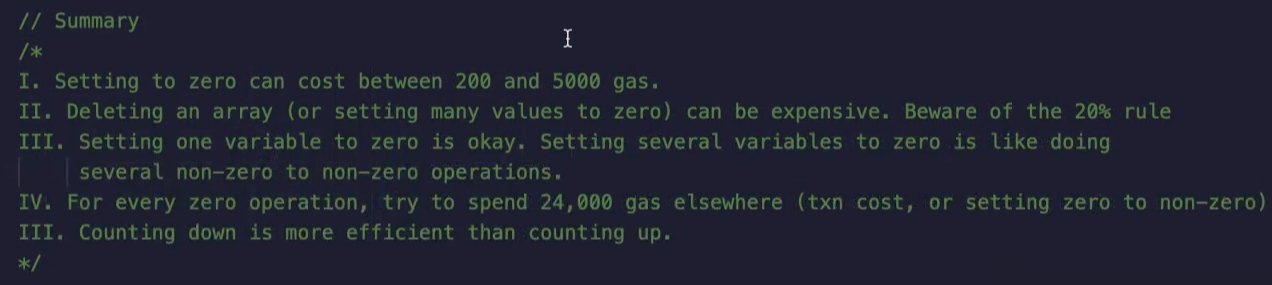 // Summary
/*
I. Setting to zero can cost between 200 and 5000 gas.
II. Deleting an array (or setting many values to zero) can be expensive. Beware of the 20% rule
III. Setting one variable to zero is okay. Setting several variables to zero is like doing
several non-zero to non-zero operations.
IV. For every zero operation, try to spend 24,000 gas elsewhere (txn cost, or setting zero to non-zero)
III. Counting down is more efficient than counting up.
*/